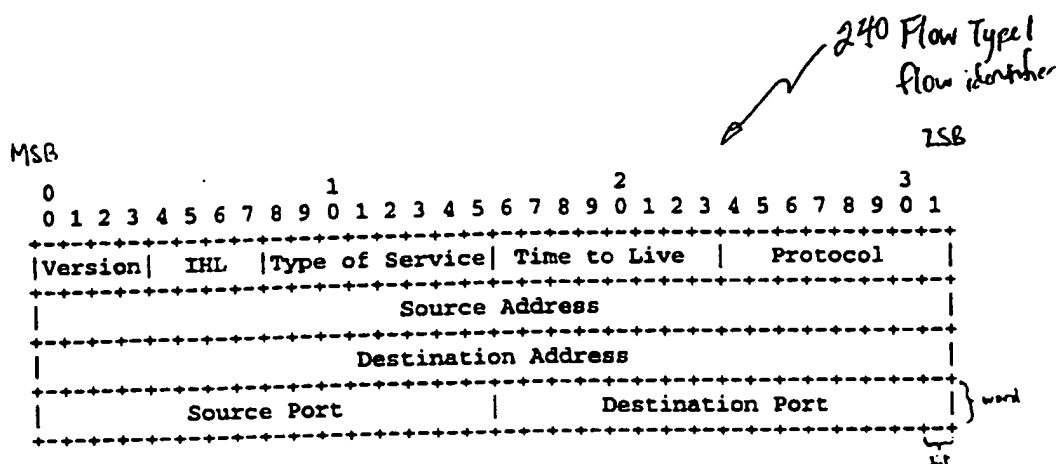 240 Flow Type 1
flow identifier
MSB
LSB
0 1 2 3
0 1 2 3 4 5 6 7 8 9 0 1 2 3 4 5 6 7 8 9 0 1 2 3 4 5 6 7 8 9 0 1
+-+-+-+-+-+-+-+-+-+-+-+-+-+-+-+-+-+-+-+-+-+-+-+-+-+-+-+-+-+-+-+-+
|Version| IHL |Type of Service| Time to Live | Protocol |
+-+-+-+-+-+-+-+-+-+-+-+-+-+-+-+-+-+-+-+-+-+-+-+-+-+-+-+-+-+-+-+-+
| Source Address |
+-+-+-+-+-+-+-+-+-+-+-+-+-+-+-+-+-+-+-+-+-+-+-+-+-+-+-+-+-+-+-+-+
| Destination Address |
+-+-+-+-+-+-+-+-+-+-+-+-+-+-+-+-+-+-+-+-+-+-+-+-+-+-+-+-+-+-+-+-+
| Source Port | Destination Port | } word
+-+-+-+-+-+-+-+-+-+-+-+-+-+-+-+-+-+-+-+-+-+-+-+-+-+-+-+-+-+-+-+-+
bit